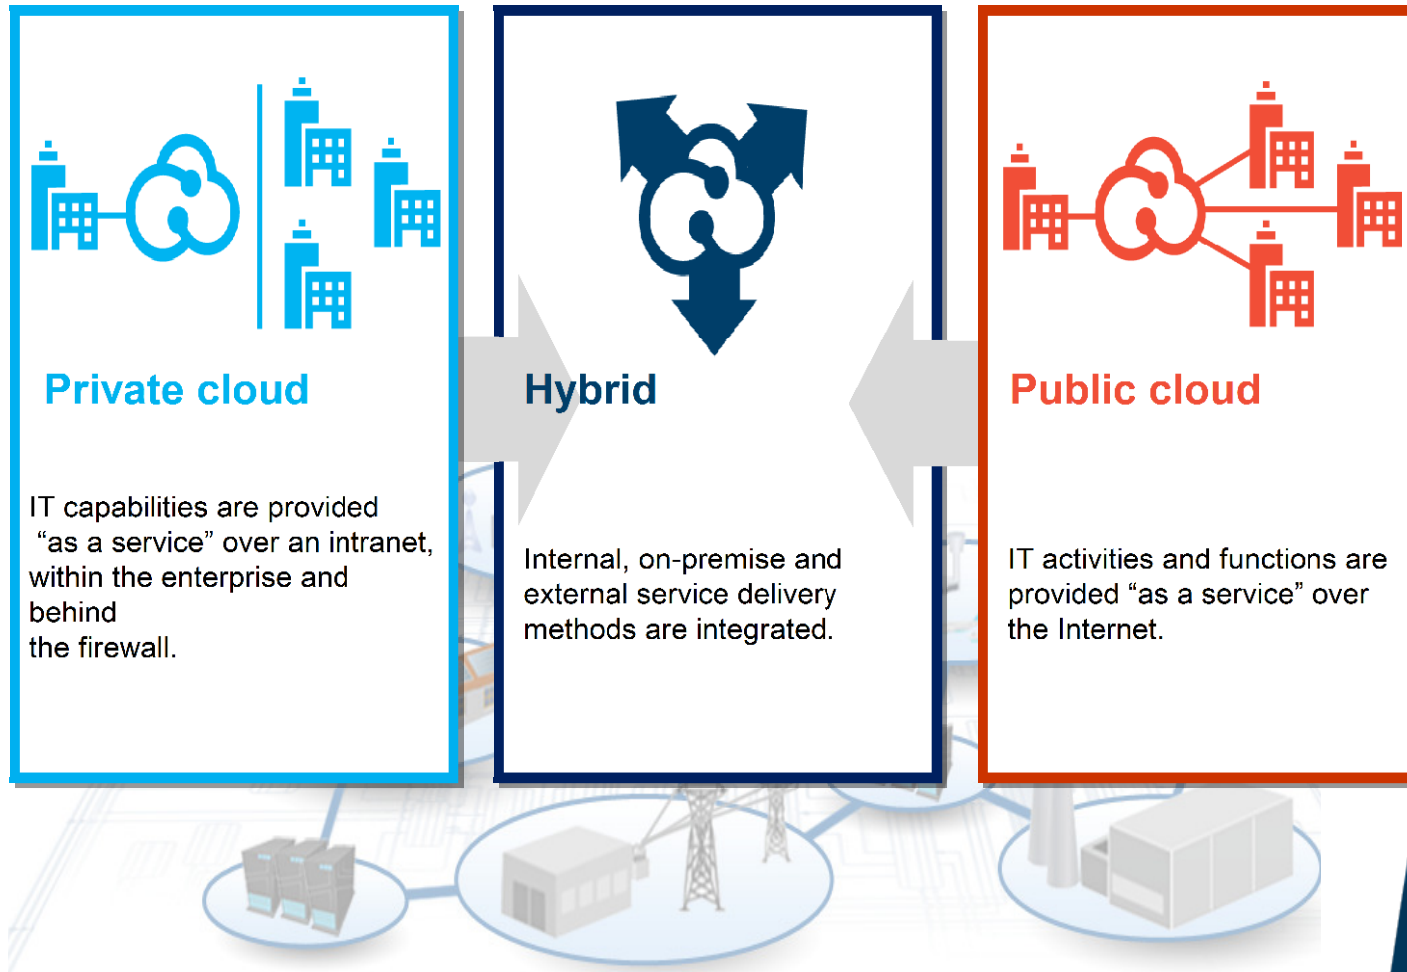 Private cloud
IT capabilities are provided
“as a service” over an intranet,
within the enterprise and
behind
the firewall.
Hybrid
Internal, on-premise and
external service delivery
methods are integrated.
Public cloud
IT activities and functions are
provided “as a service” over
the Internet.